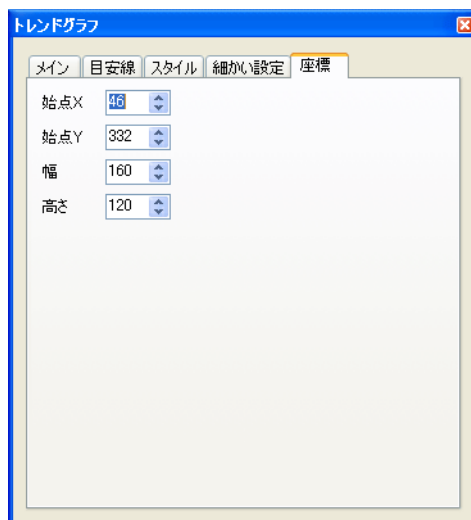 トレンドグラフ
メイン 目安線 スタイル 細かい設定 座標
始点X 46
始点Y 332
幅 160
高さ 120